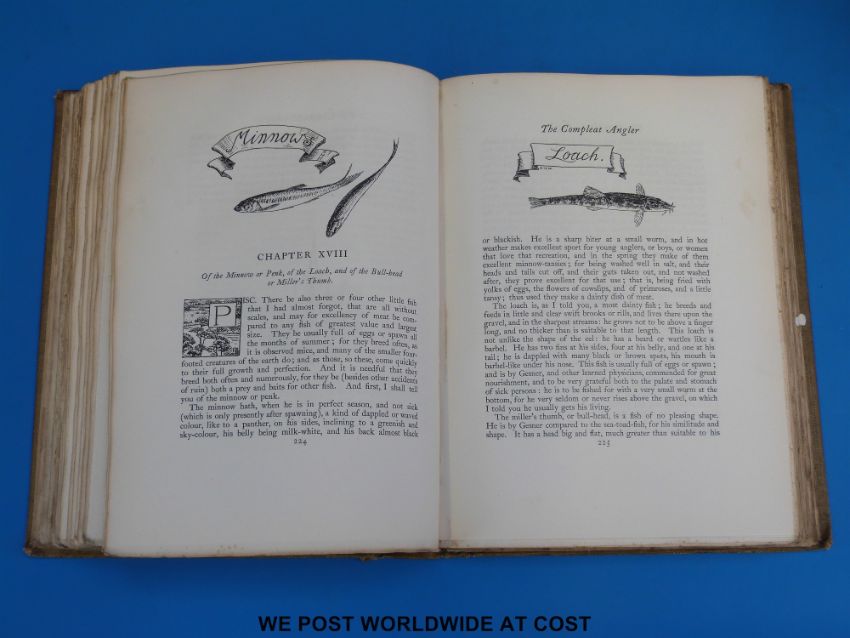 Minnows
CHAPTER XVIII
Of the Minnow or Penk, of the Loach, and of the Bull-head
or Miller's Thumb.
PISC. There be also three or four other little fish
that I had almost forgot, that are all without
scales, and may for excellency of meat be com-
pared to any fish of greatest value and largest
size. They be usually full of eggs or spawn all
the months of summer; for they breed often, as
it is observed mice, and many of the smaller four-
footed creatures of the earth do; and as those, so these, come quickly
to their full growth and perfection. And it is needful that they
breed both often and numerously, for they be (besides other accidents
of ruin) both a prey and baits for other fish. And first, I shall tell
you of the minnow or penk.
The minnow hath, when he is in perfect season, and not sick
(which is only presently after spawning), a kind of dappled or waved
colour, like to a panther, on his sides, inclining to a greenish and
sky-colour, his belly being milk-white, and his back almost black
224
The Compleat Angler
Loach.
or blackish. He is a sharp biter at a small worm, and in hot
weather makes excellent sport for young anglers, or boys, or women
that love that recreation, and in the spring they make of them
excellent minnow-tansies; for being washed well in salt, and their
heads and tails cut off, and their guts taken out, and not washed
after, they prove excellent for that use; that is, being fried with
yolks of eggs, the flowers of cowslips, and of primroses, and a little
tansy; thus used they make a dainty dish of meat.
The loach is, as I told you, a most dainty fish; he breeds and
feeds in little and clear swift brooks or rills, and lives there upon the
gravel, and in the sharpest streams: he grows not to be above a finger
long, and no thicker than is suitable to that length. This loach is
not unlike the shape of the eel: he has a beard or wattles like a
barbel. He has two fins at his sides, four at his belly, and one at his
tail; he is dappled with many black or brown spots, his mouth is
barbel-like under his nose. This fish is usually full of eggs or spawn;
and is by Gesner, and other learned physicians, commended for great
nourishment, and to be very grateful both to the palate and stomach
of sick persons: he is to be fished for with a very small worm at the
bottom, for he very seldom or never rises above the gravel, on which
I told you he usually gets his living.
The miller's thumb, or bull-head, is a fish of no pleasing shape.
He is by Gesner compared to the sea-toad-fish, for his similitude and
shape. It has a head big and flat, much greater than suitable to his
225
WE POST WORLDWIDE AT COST